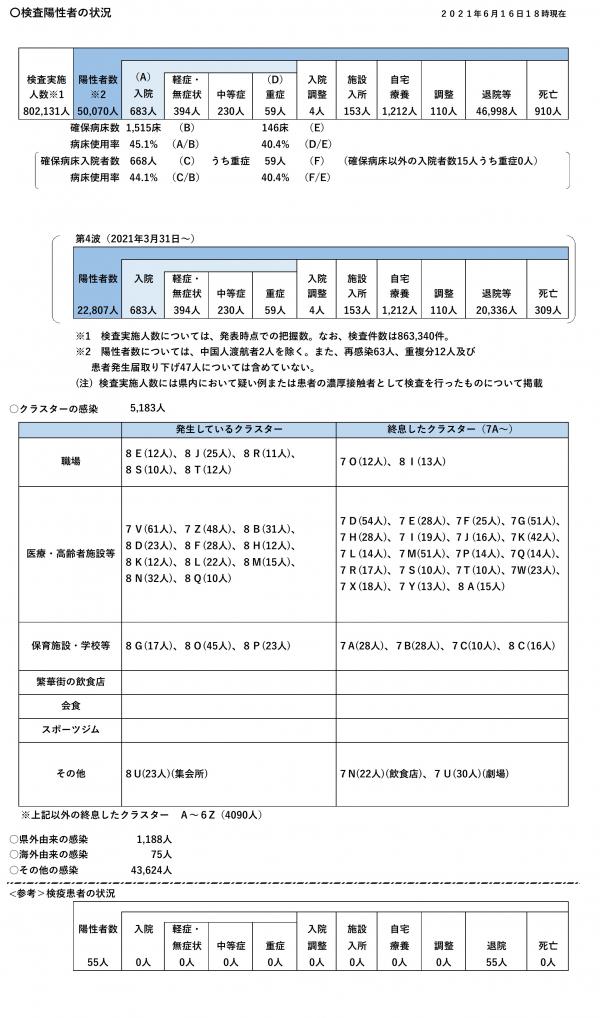 〇検査陽性者の状況
２０２１年６月１６日１８時現在
検査実施人数※1 陽性者数※2 （A）入院 軽症・無症状 中等症 （D）重症 入院調整 施設入所 自宅療養 調整 退院等 死亡
802,131人 50,070人 683人 394人 230人 59人 4人 153人 1,212人 110人 46,998人 910人
確保病床数 1,515床 （B） 146床 （E）
病床使用率 45.1% （A/B） 40.4% （D/E）
確保病床入院者数 668人 （C） うち重症 59人 （F） （確保病床以外の入院者数15人うち重症0人）
病床使用率 44.1% （C/B） 40.4% （F/E）
第4波（2021年3月31日～）
陽性者数 入院 軽症・無症状 中等症 重症 入院調整 施設入所 自宅療養 調整 退院等 死亡
22,807人 683人 394人 230人 59人 4人 153人 1,212人 110人 20,336人 309人
※1　検査実施人数については、発表時点での把握数。なお、検査件数は863,340件。
※2　陽性者数については、中国人渡航者2人を除く。また、再感染63人、重複分12人及び
患者発生届取り下げ47人については含めていない。
（注）検査実施人数には県内において疑い例または患者の濃厚接触者として検査を行ったものについて掲載
○クラスターの感染 5,183人
発生しているクラスター 終息したクラスター（7A～）
職場
８Ｅ(12人)、８Ｊ(25人)、８Ｒ(11人)、
８Ｓ(10人)、８Ｔ(12人)
７Ｏ(12人)、８Ｉ(13人)
医療・高齢者施設等
７Ｖ(61人)、７Ｚ(48人)、８Ｂ(31人)、
８Ｄ(23人)、８Ｆ(28人)、８Ｈ(12人)、
８Ｋ(12人)、８Ｌ(22人)、８Ｍ(15人)、
８Ｎ(32人)、８Ｑ(10人)
７Ｄ(54人)、７Ｅ(28人)、７Ｆ(25人)、７Ｇ(51人)、
７Ｈ(28人)、７Ｉ(19人)、７Ｊ(16人)、７Ｋ(42人)、
７Ｌ(14人)、７Ｍ(51人)、７Ｐ(14人)、７Ｑ(14人)、
７Ｒ(17人)、７Ｓ(10人)、７Ｔ(10人)、７Ｗ(23人)、
７Ｘ(18人)、７Ｙ(13人)、８Ａ(15人)
保育施設・学校等
８Ｇ(17人)、８Ｏ(45人)、８Ｐ(23人)
７Ａ(28人)、７Ｂ(28人)、７Ｃ(10人)、８Ｃ(16人)
繁華街の飲食店
会食
スポーツジム
その他
８Ｕ(23人)(集会所)
７Ｎ(22人)(飲食店)、７Ｕ(30人)(劇場)
※上記以外の終息したクラスター　Ａ～６Ｚ（4090人）
○県外由来の感染 1,188人
○海外由来の感染 75人
○その他の感染 43,624人
<参考>検疫患者の状況
陽性者数 入院 軽症・無症状 中等症 重症 入院調整 施設入所 自宅療養 調整 退院 死亡
55人 0人 0人 0人 0人 0人 0人 0人 0人 55人 0人